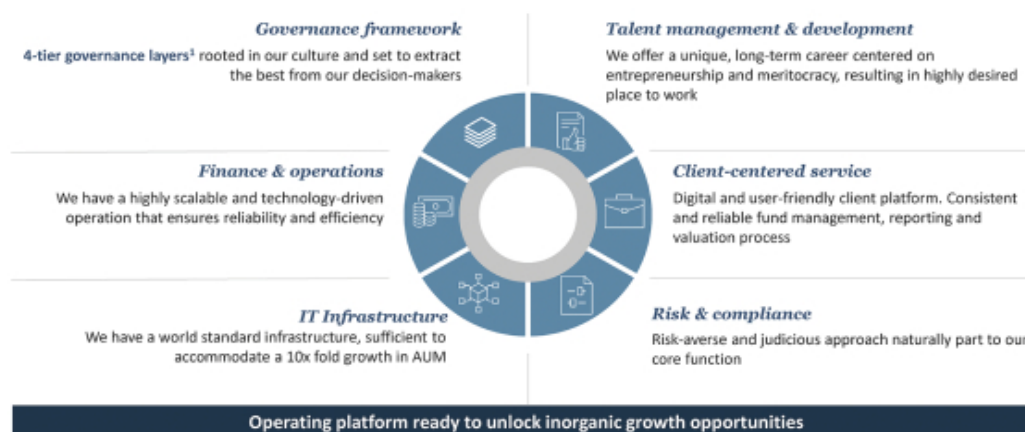 Governance framework
4-tier governance layers¹ rooted in our culture and set to extract
the best from our decision-makers
Talent management & development
We offer a unique, long-term career centered on
entrepreneurship and meritocracy, resulting in highly desired
place to work
Finance & operations
We have a highly scalable and technology-driven
operation that ensures reliability and efficiency
Client-centered service
Digital and user-friendly client platform. Consistent
and reliable fund management, reporting and
valuation process
IT Infrastructure
We have a world standard infrastructure, sufficient to
accommodate a 10x fold growth in AUM
Risk & compliance
Risk-averse and judicious approach naturally part to our
core function
Operating platform ready to unlock inorganic growth opportunities